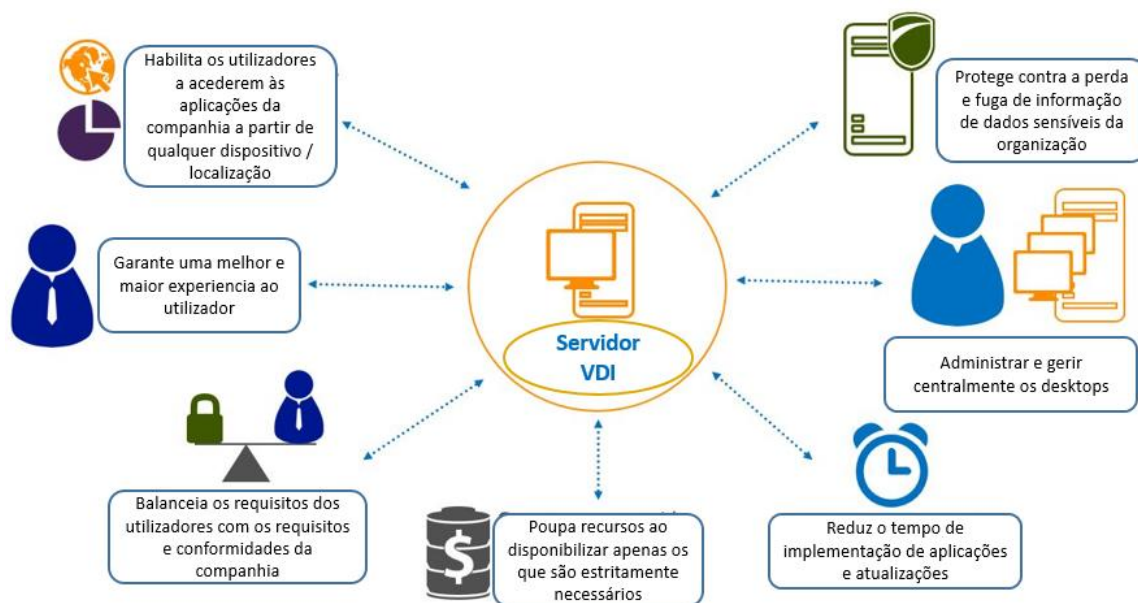 Habilita os utilizadores
a acederem às
aplicações da
companhia a partir de
qualquer dispositivo /
localização
Protege contra a perda
e fuga de informação
de dados sensíveis da
organização
Garante uma melhor e
maior experiencia ao
utilizador
Servidor
VDI
Administrar e gerir
centralmente os desktops
Balanceia os requisitos dos
utilizadores com os requisitos
e conformidades da
companhia
$
Poupa recursos ao
disponibilizar apenas os
que são estritamente
necessários
Reduz o tempo de
implementação de aplicações
e atualizações